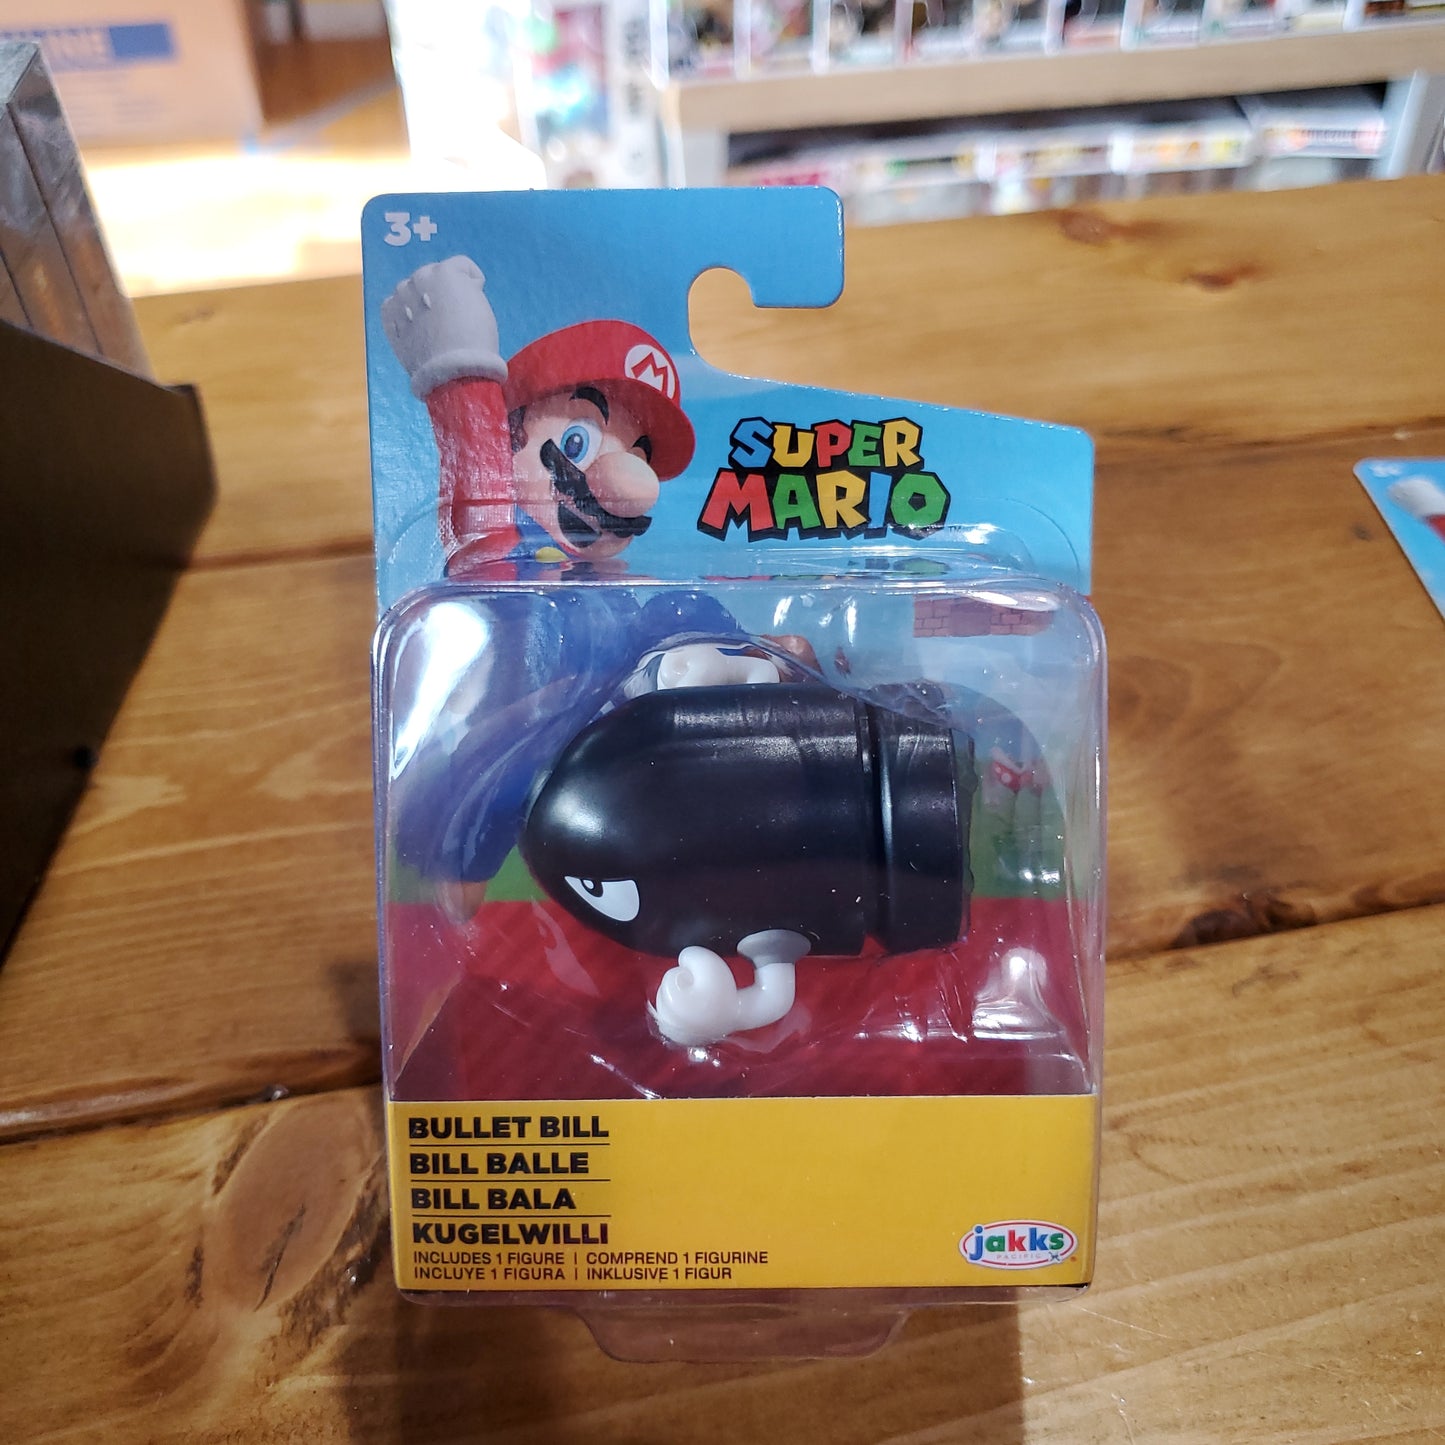 3+
M
SUPER
MARIO™
BULLET BILL
BILL BALLE
BILL BALA
KUGELWILLI
INCLUDES 1 FIGURE | COMPREND 1 FIGURINE
INCLUYE 1 FIGURA | INKLUSIVE 1 FIGUR
jakks
PACIFIC